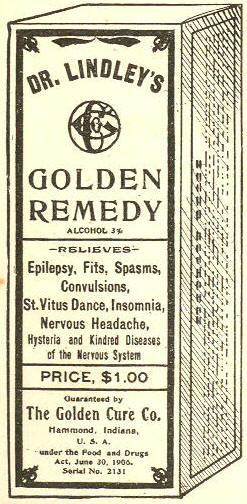 DR. LINDLEY'S
GOLDEN
REMEDY
ALCOHOL 3%
-RELIEVES-
Epilepsy, Fits, Spasms,
Convulsions,
St. Vitus Dance, Insomnia,
Nervous Headache,
Hysteria and Kindred Diseases
of the Nervous System
PRICE, $1.00
Guaranteed by
The Golden Cure Co.
Hammond, Indiana,
U. S. A.
under the Food and Drugs
Act, June 30, 1906.
Serial No. 2131